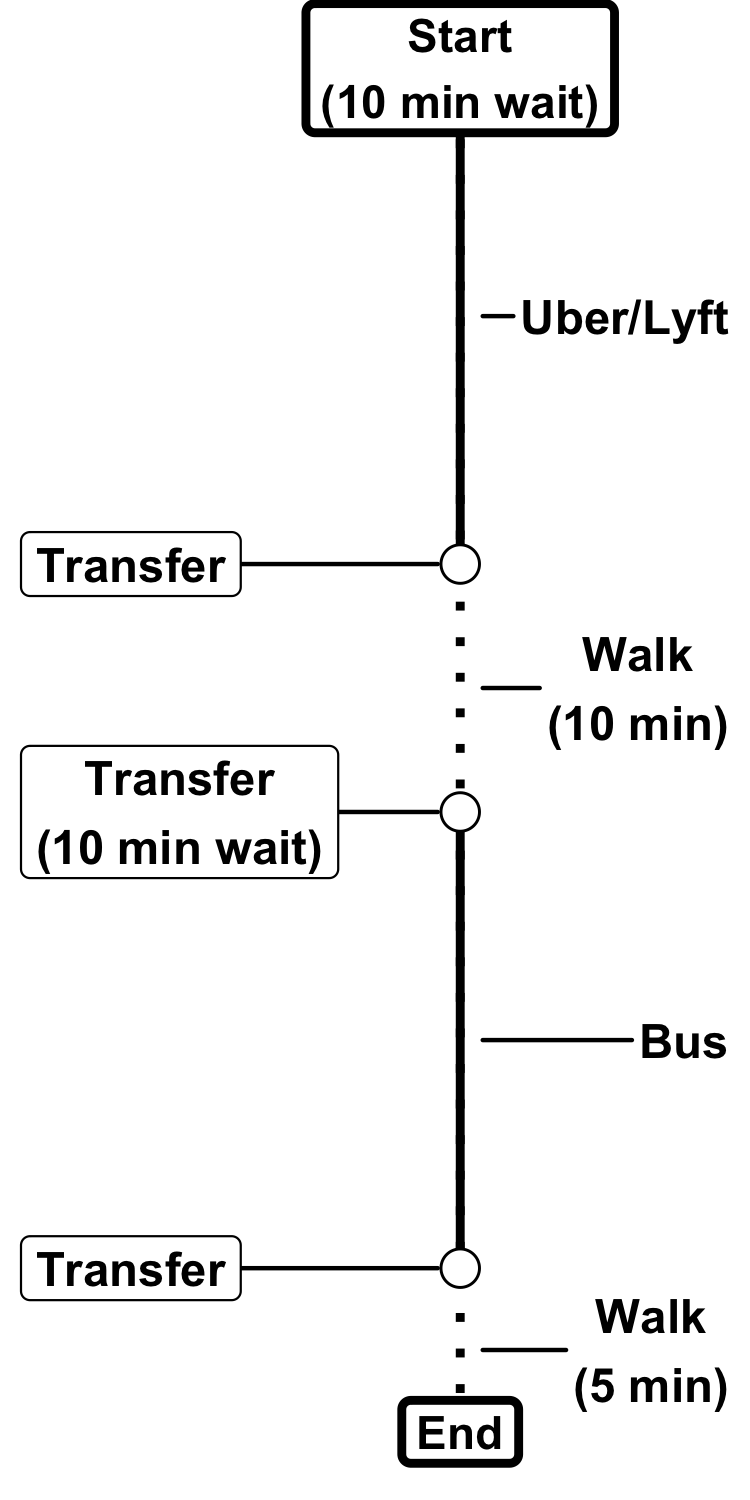 Start
(10 min wait)
Uber/Lyft
Transfer
Walk
(10 min)
Transfer
(10 min wait)
Bus
Transfer
Walk
(5 min)
End